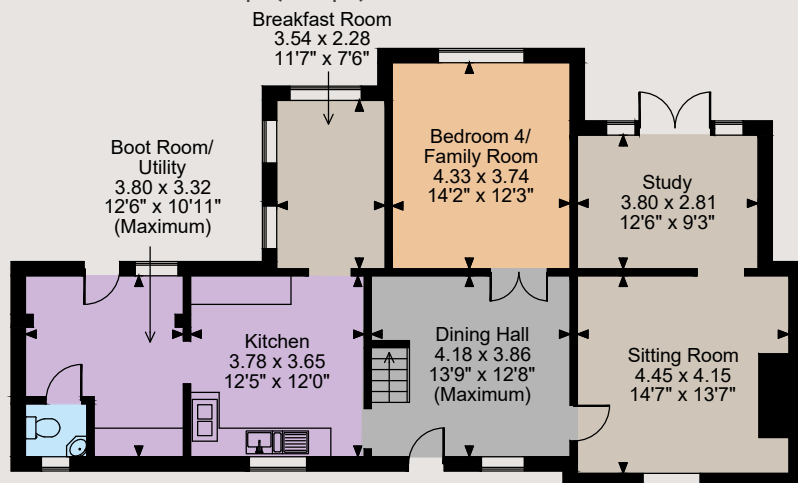 Breakfast Room
3.54 x 2.28
11'7" x 7'6"
Boot Room/
Utility
3.80 x 3.32
12'6" x 10'11"
(Maximum)
Bedroom 4/
Family Room
4.33 x 3.74
14'2" x 12'3"
Study
3.80 x 2.81
12'6" x 9'3"
Kitchen
3.78 x 3.65
12'5" x 12'0"
Dining Hall
4.18 x 3.86
13'9" x 12'8"
(Maximum)
Sitting Room
4.45 x 4.15
14'7" x 13'7"